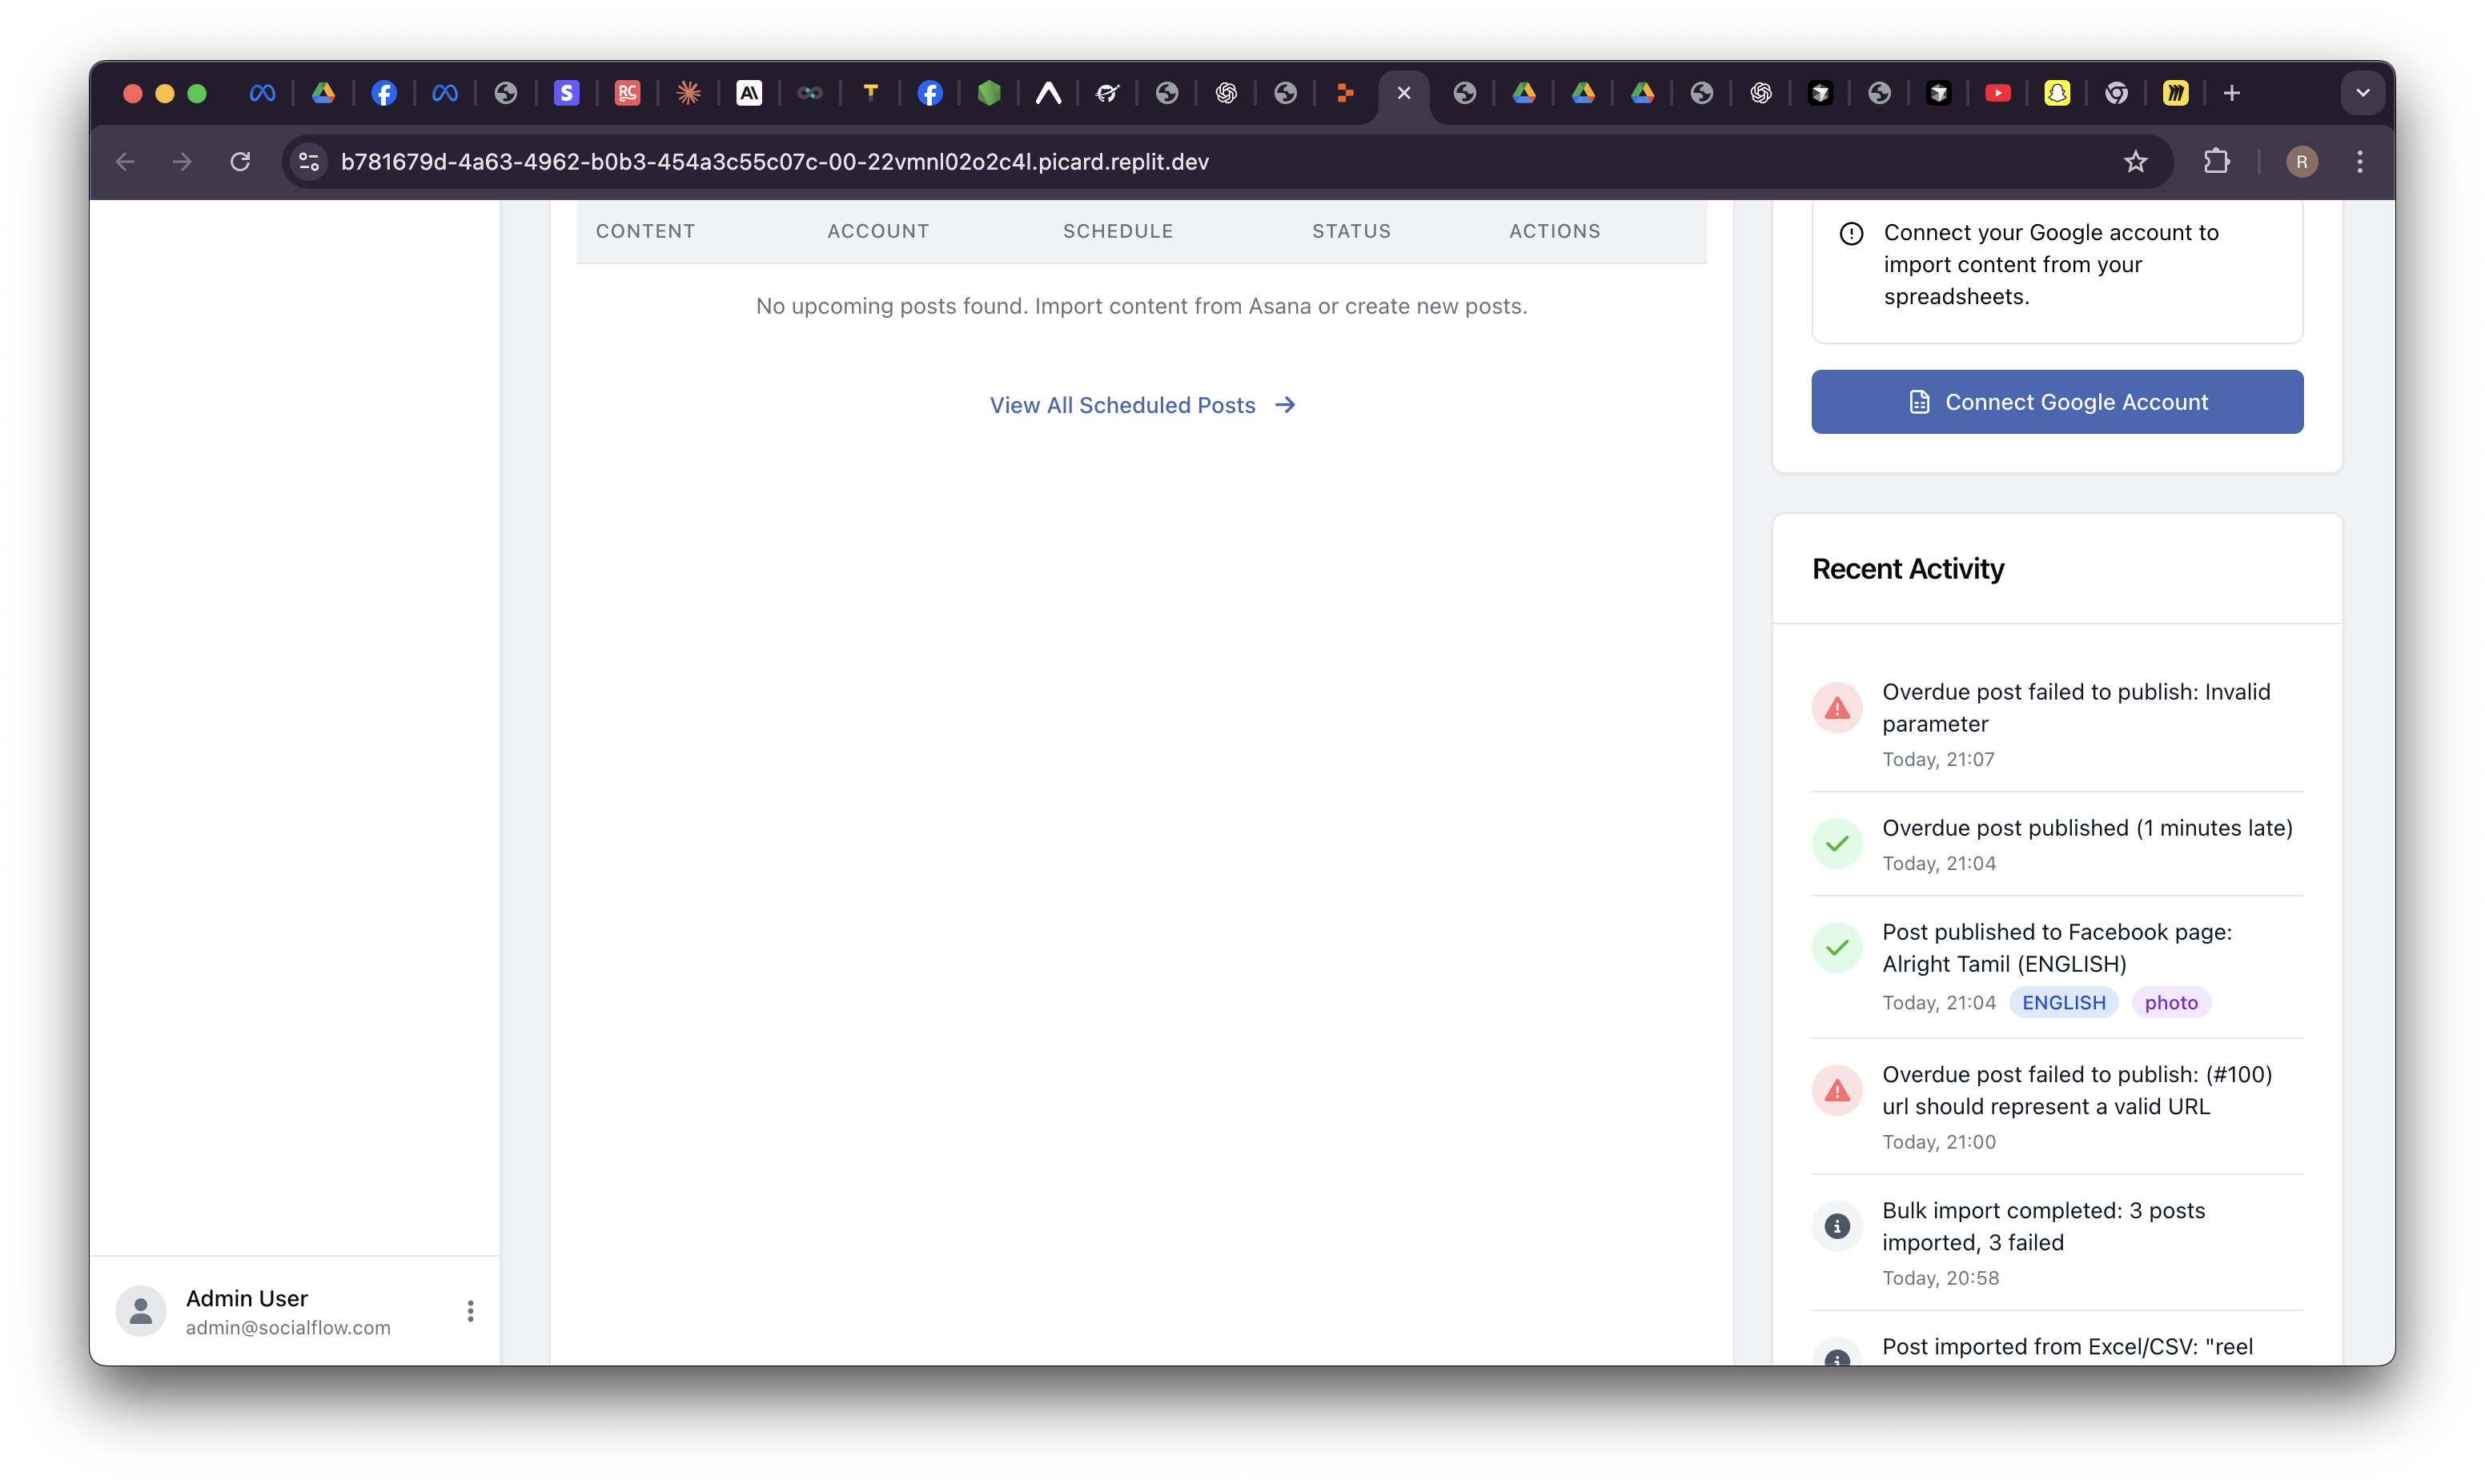 b781679d-4a63-4962-b0b3-454a3c55c07c-00-22vmnl02o2c4l.picard.replit.dev
R
CONTENT ACCOUNT SCHEDULE STATUS ACTIONS
No upcoming posts found. Import content from Asana or create new posts.
View All Scheduled Posts
Admin User
admin@socialflow.com
Connect your Google account to
import content from your
spreadsheets.
Connect Google Account
Recent Activity
Overdue post failed to publish: Invalid
parameter
Today, 21:07
Overdue post published (1 minutes late)
Today, 21:04
Post published to Facebook page:
Alright Tamil (ENGLISH)
Today, 21:04 ENGLISH photo
Overdue post failed to publish: (#100)
url should represent a valid URL
Today, 21:00
Bulk import completed: 3 posts
imported, 3 failed
Today, 20:58
Post imported from Excel/CSV: "reel